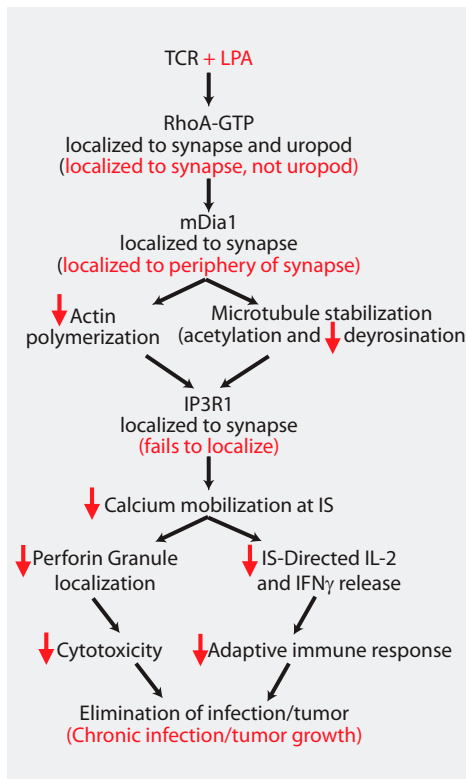 TCR + LPA
RhoA-GTP
localized to synapse and uropod
(localized to synapse, not uropod)
mDia1
localized to synapse
(localized to periphery of synapse)
Actin
polymerization
Microtubule stabilization
(acetylation and deyrosination
IP3R1
localized to synapse
(fails to localize)
Calcium mobilization at IS
Perforin Granule
localization
IS-Directed IL-2
and IFNγ release
Cytotoxicity
Adaptive immune response
Elimination of infection/tumor
(Chronic infection/tumor growth)